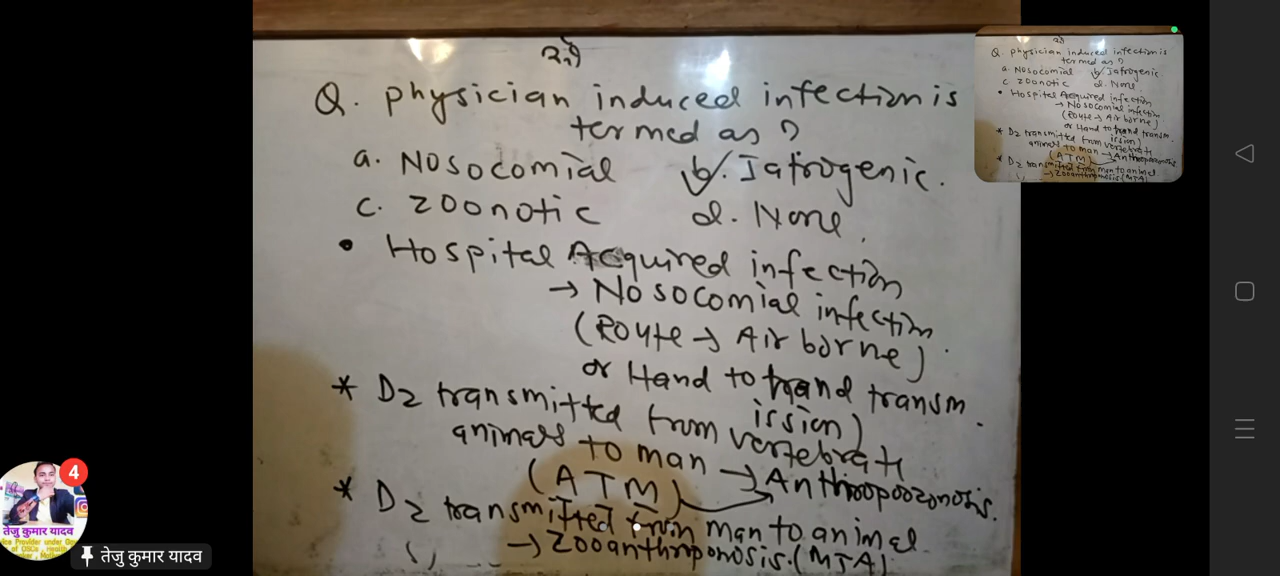 Q. physician induced infection is
termed as ?
a. Nosocomial b. Iatrogenic.
c. Zoonotic d. None.
• Hospital Acquired infection
→ Nosocomial infection
(Route → Air borne)
or Hand to hand transm
ission)
* Dz transmitted from vertebrate
animals to man → Anthropozonosis.
(ATM)
* Dz transmitted from man to animal
→ Zooanthroponosis. (MTA)
4
तेजु कुमार यादव
तेजु कुमार यादव